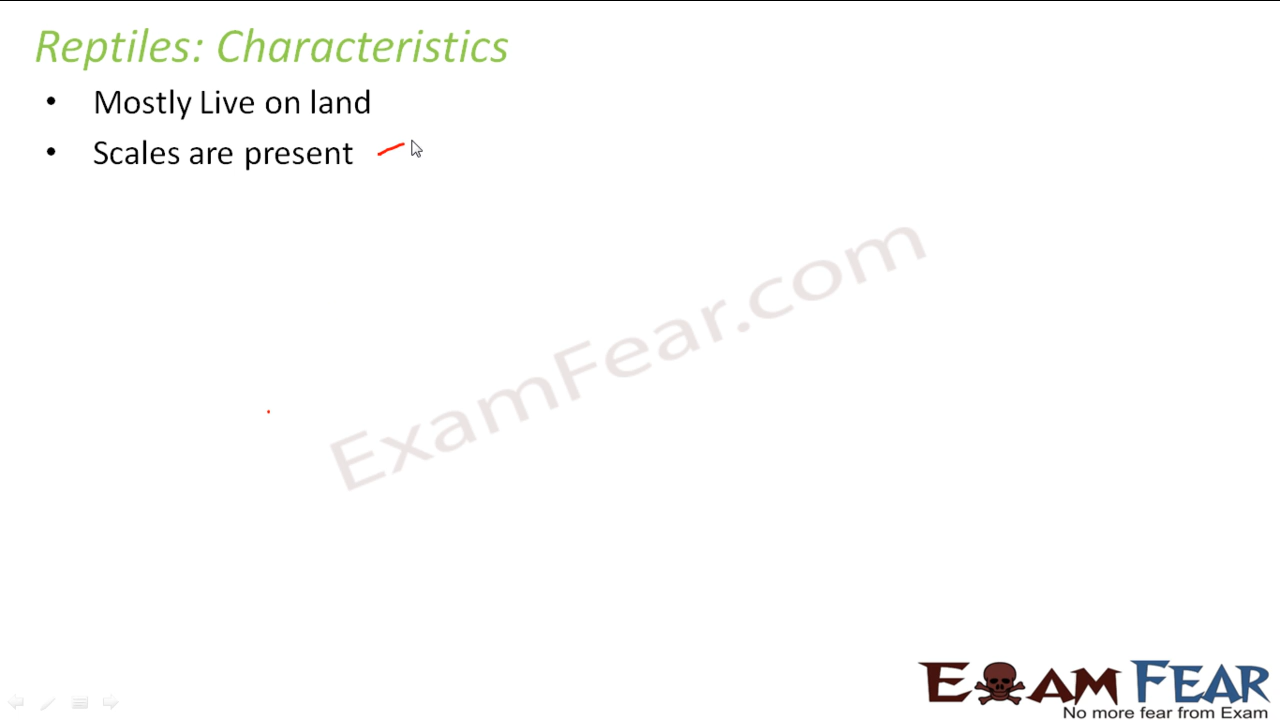 Reptiles: Characteristics
• Mostly Live on land
• Scales are present
ExamFear.com
EXAM FEAR
No more fear from Exam